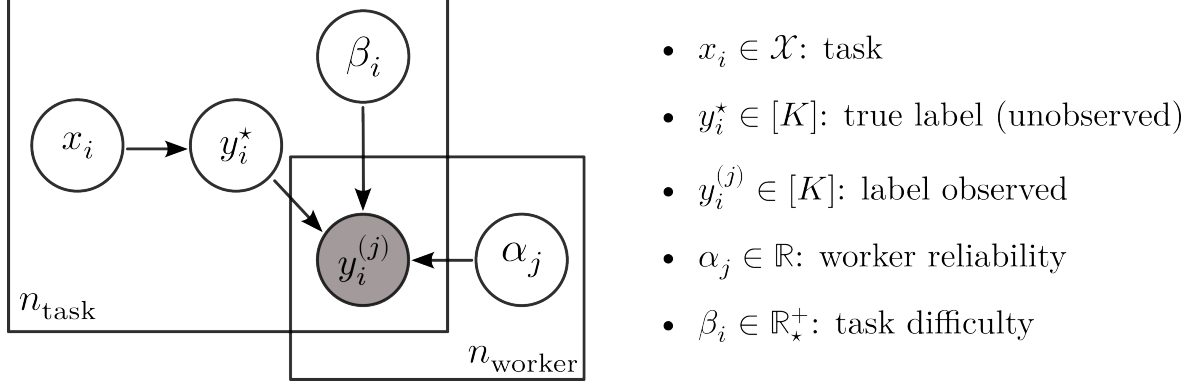 β_i
x_i
y_i^⋆
y_i^{(j)}
α_j
n_task
n_worker
• x_i ∈ 𝒳: task
• y_i^⋆ ∈ [K]: true label (unobserved)
• y_i^{(j)} ∈ [K]: label observed
• α_j ∈ ℝ: worker reliability
• β_i ∈ ℝ_⋆^+: task difficulty